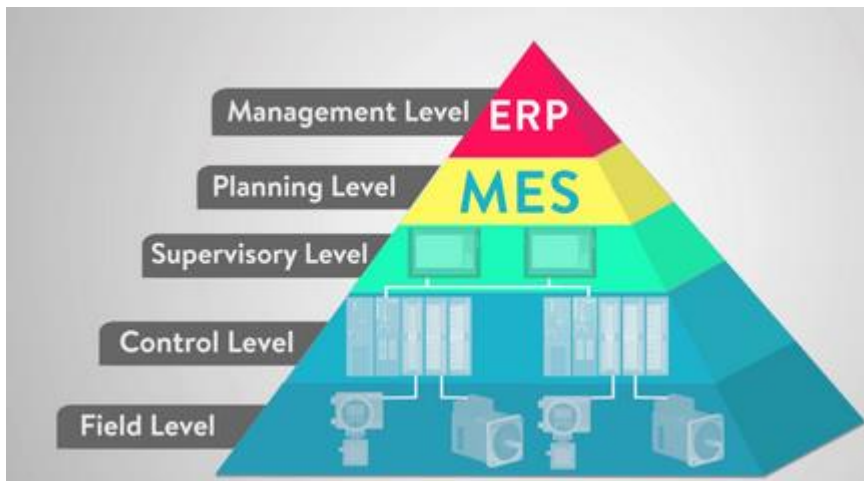 Management Level
ERP
Planning Level
MES
Supervisory Level
Control Level
Field Level